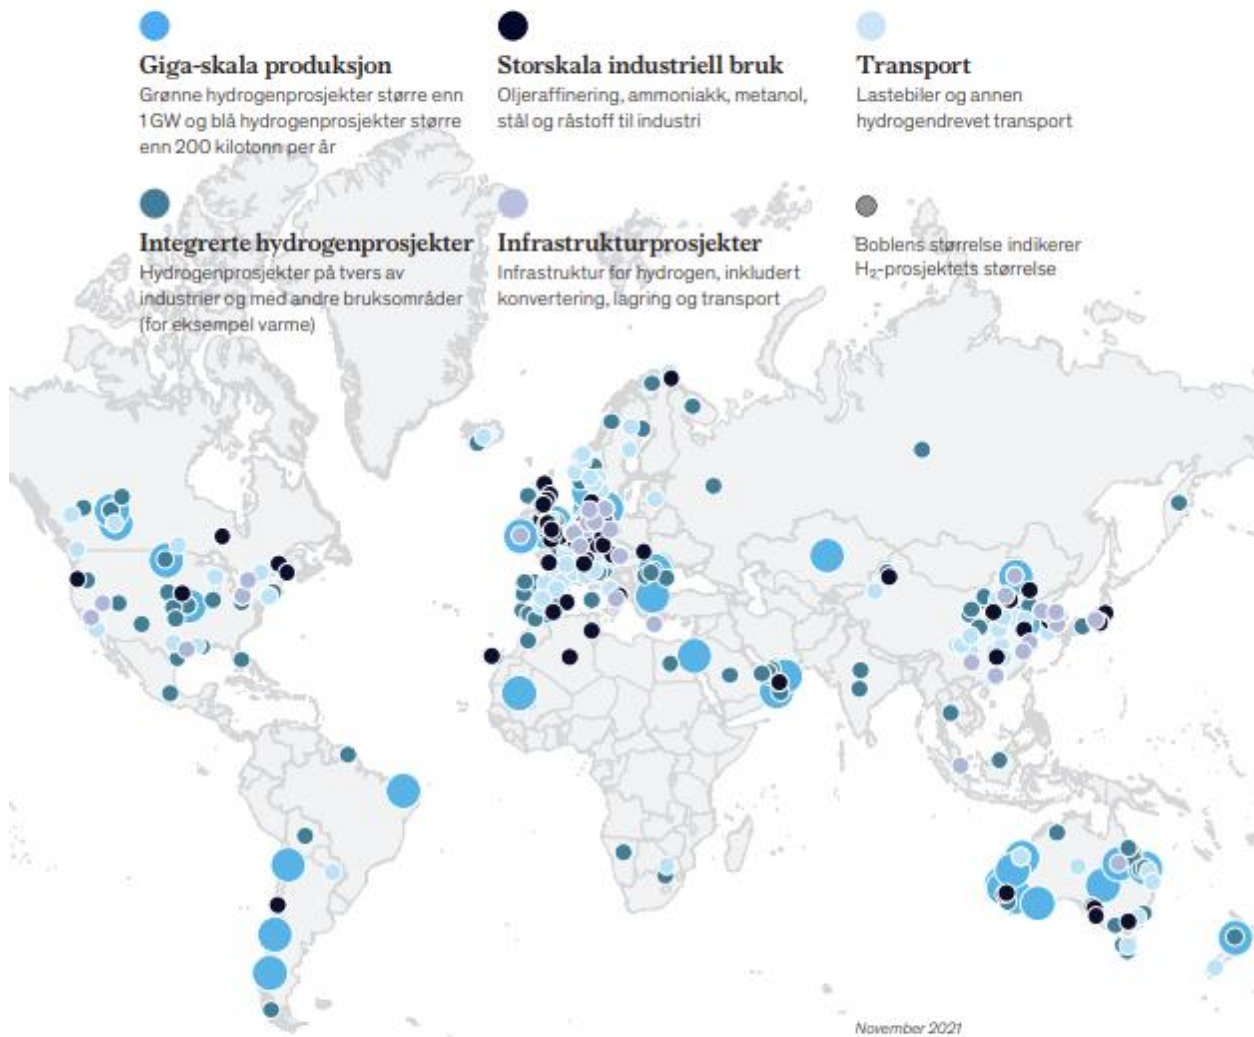 Giga-skala produksjon
Grønne hydrogenprosjekter større enn
1 GW og blå hydrogenprosjekter større
enn 200 kilotonn per år
Storskala industriell bruk
Oljeraffinering, ammoniakk, metanol,
stål og råstoff til industri
Transport
Lastebiler og annen
hydrogendrevet transport
Integrerte hydrogenprosjekter
Hydrogenprosjekter på tvers av
industrier og med andre bruksområder
(for eksempel varme)
Infrastrukturprosjekter
Infrastruktur for hydrogen, inkludert
konvertering, lagring og transport
Boblens størrelse indikerer
H₂-prosjektets størrelse
November 2021